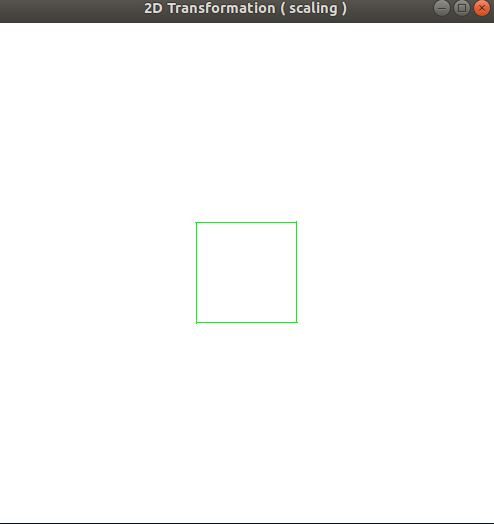 2D Transformation ( scaling )